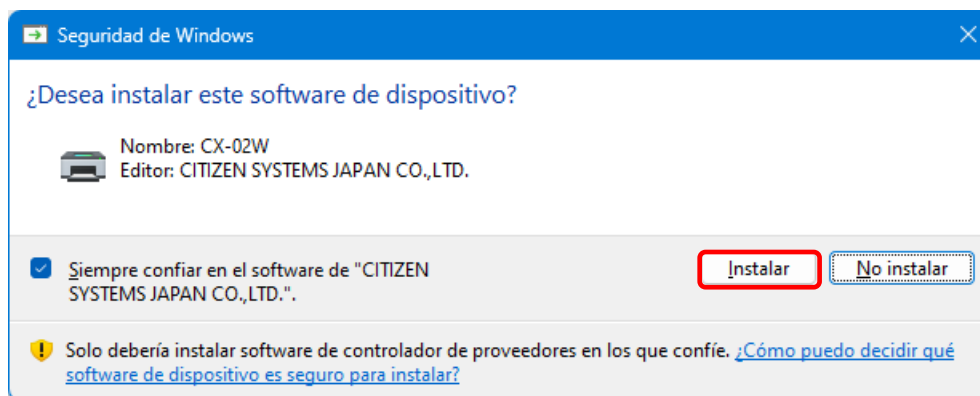 Seguridad de Windows
¿Desea instalar este software de dispositivo?
Nombre: CX-02W
Editor: CITIZEN SYSTEMS JAPAN CO.,LTD.
Siempre confiar en el software de "CITIZEN
SYSTEMS JAPAN CO.,LTD.".
Instalar
No instalar
Solo debería instalar software de controlador de proveedores en los que confíe. ¿Cómo puedo decidir qué
software de dispositivo es seguro para instalar?